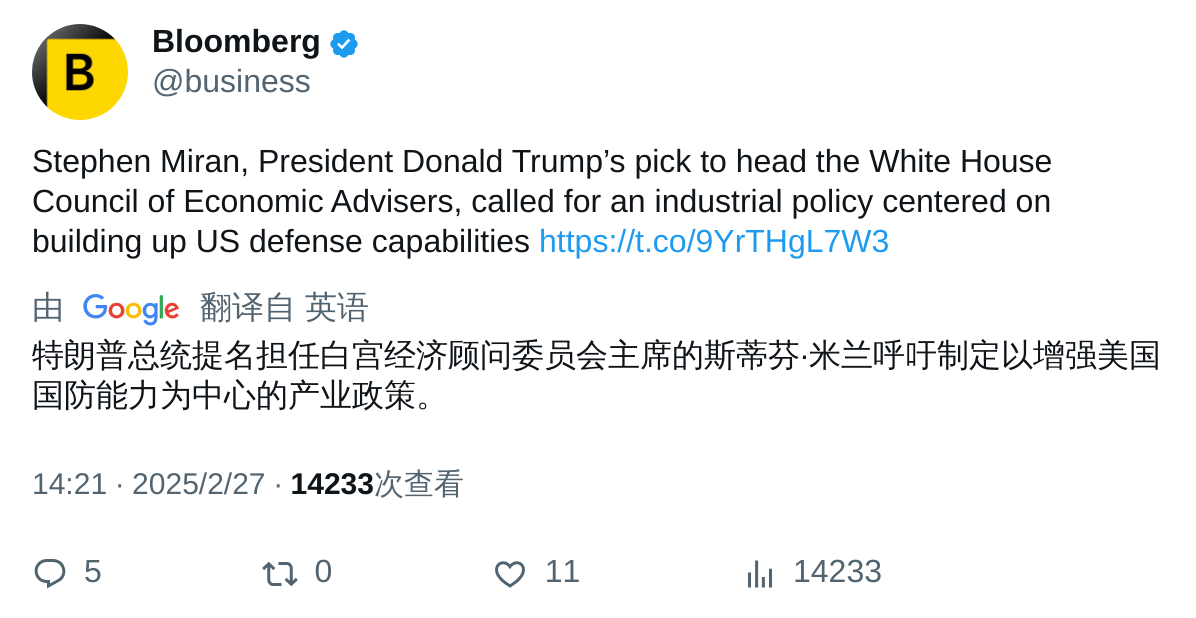 B
Bloomberg
@business
Stephen Miran, President Donald Trump’s pick to head the White House
Council of Economic Advisers, called for an industrial policy centered on
building up US defense capabilities https://t.co/9YrTHgL7W3
由 Google 翻译自 英语
特朗普总统提名担任白宫经济顾问委员会主席的斯蒂芬·米兰呼吁制定以增强美国
国防能力为中心的产业政策。
14:21 · 2025/2/27 · 14233次查看
5 0 11 14233